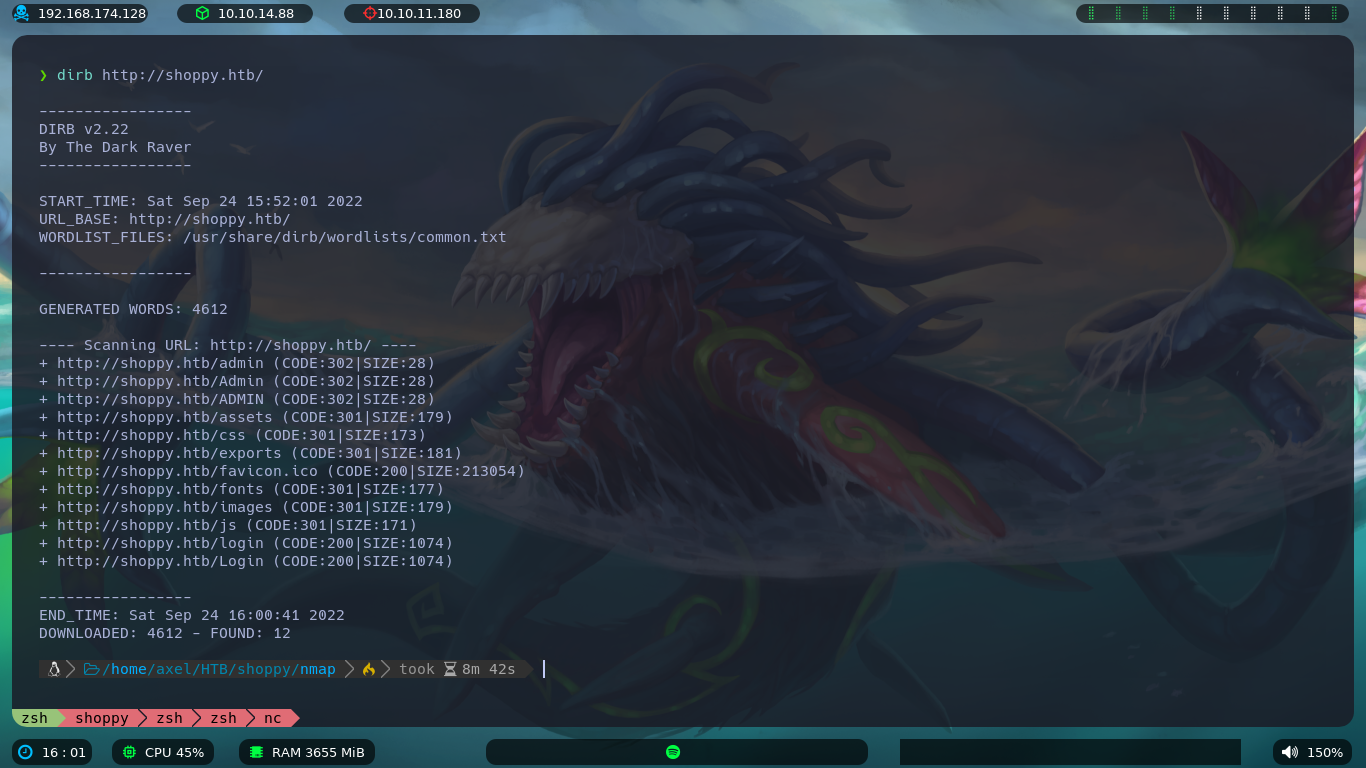 192.168.174.128 10.10.14.88 10.10.11.180
❯ dirb http://shoppy.htb/
-----------------
DIRB v2.22
By The Dark Raver
-----------------
START_TIME: Sat Sep 24 15:52:01 2022
URL_BASE: http://shoppy.htb/
WORDLIST_FILES: /usr/share/dirb/wordlists/common.txt
-----------------
GENERATED WORDS: 4612
---- Scanning URL: http://shoppy.htb/ ----
+ http://shoppy.htb/admin (CODE:302|SIZE:28)
+ http://shoppy.htb/Admin (CODE:302|SIZE:28)
+ http://shoppy.htb/ADMIN (CODE:302|SIZE:28)
+ http://shoppy.htb/assets (CODE:301|SIZE:179)
+ http://shoppy.htb/css (CODE:301|SIZE:173)
+ http://shoppy.htb/exports (CODE:301|SIZE:181)
+ http://shoppy.htb/favicon.ico (CODE:200|SIZE:213054)
+ http://shoppy.htb/fonts (CODE:301|SIZE:177)
+ http://shoppy.htb/images (CODE:301|SIZE:179)
+ http://shoppy.htb/js (CODE:301|SIZE:171)
+ http://shoppy.htb/login (CODE:200|SIZE:1074)
+ http://shoppy.htb/Login (CODE:200|SIZE:1074)
-----------------
END_TIME: Sat Sep 24 16:00:41 2022
DOWNLOADED: 4612 - FOUND: 12
/home/axel/HTB/shoppy/nmap took 8m 42s
zsh shoppy zsh zsh nc
16 : 01 CPU 45% RAM 3655 MiB 150%